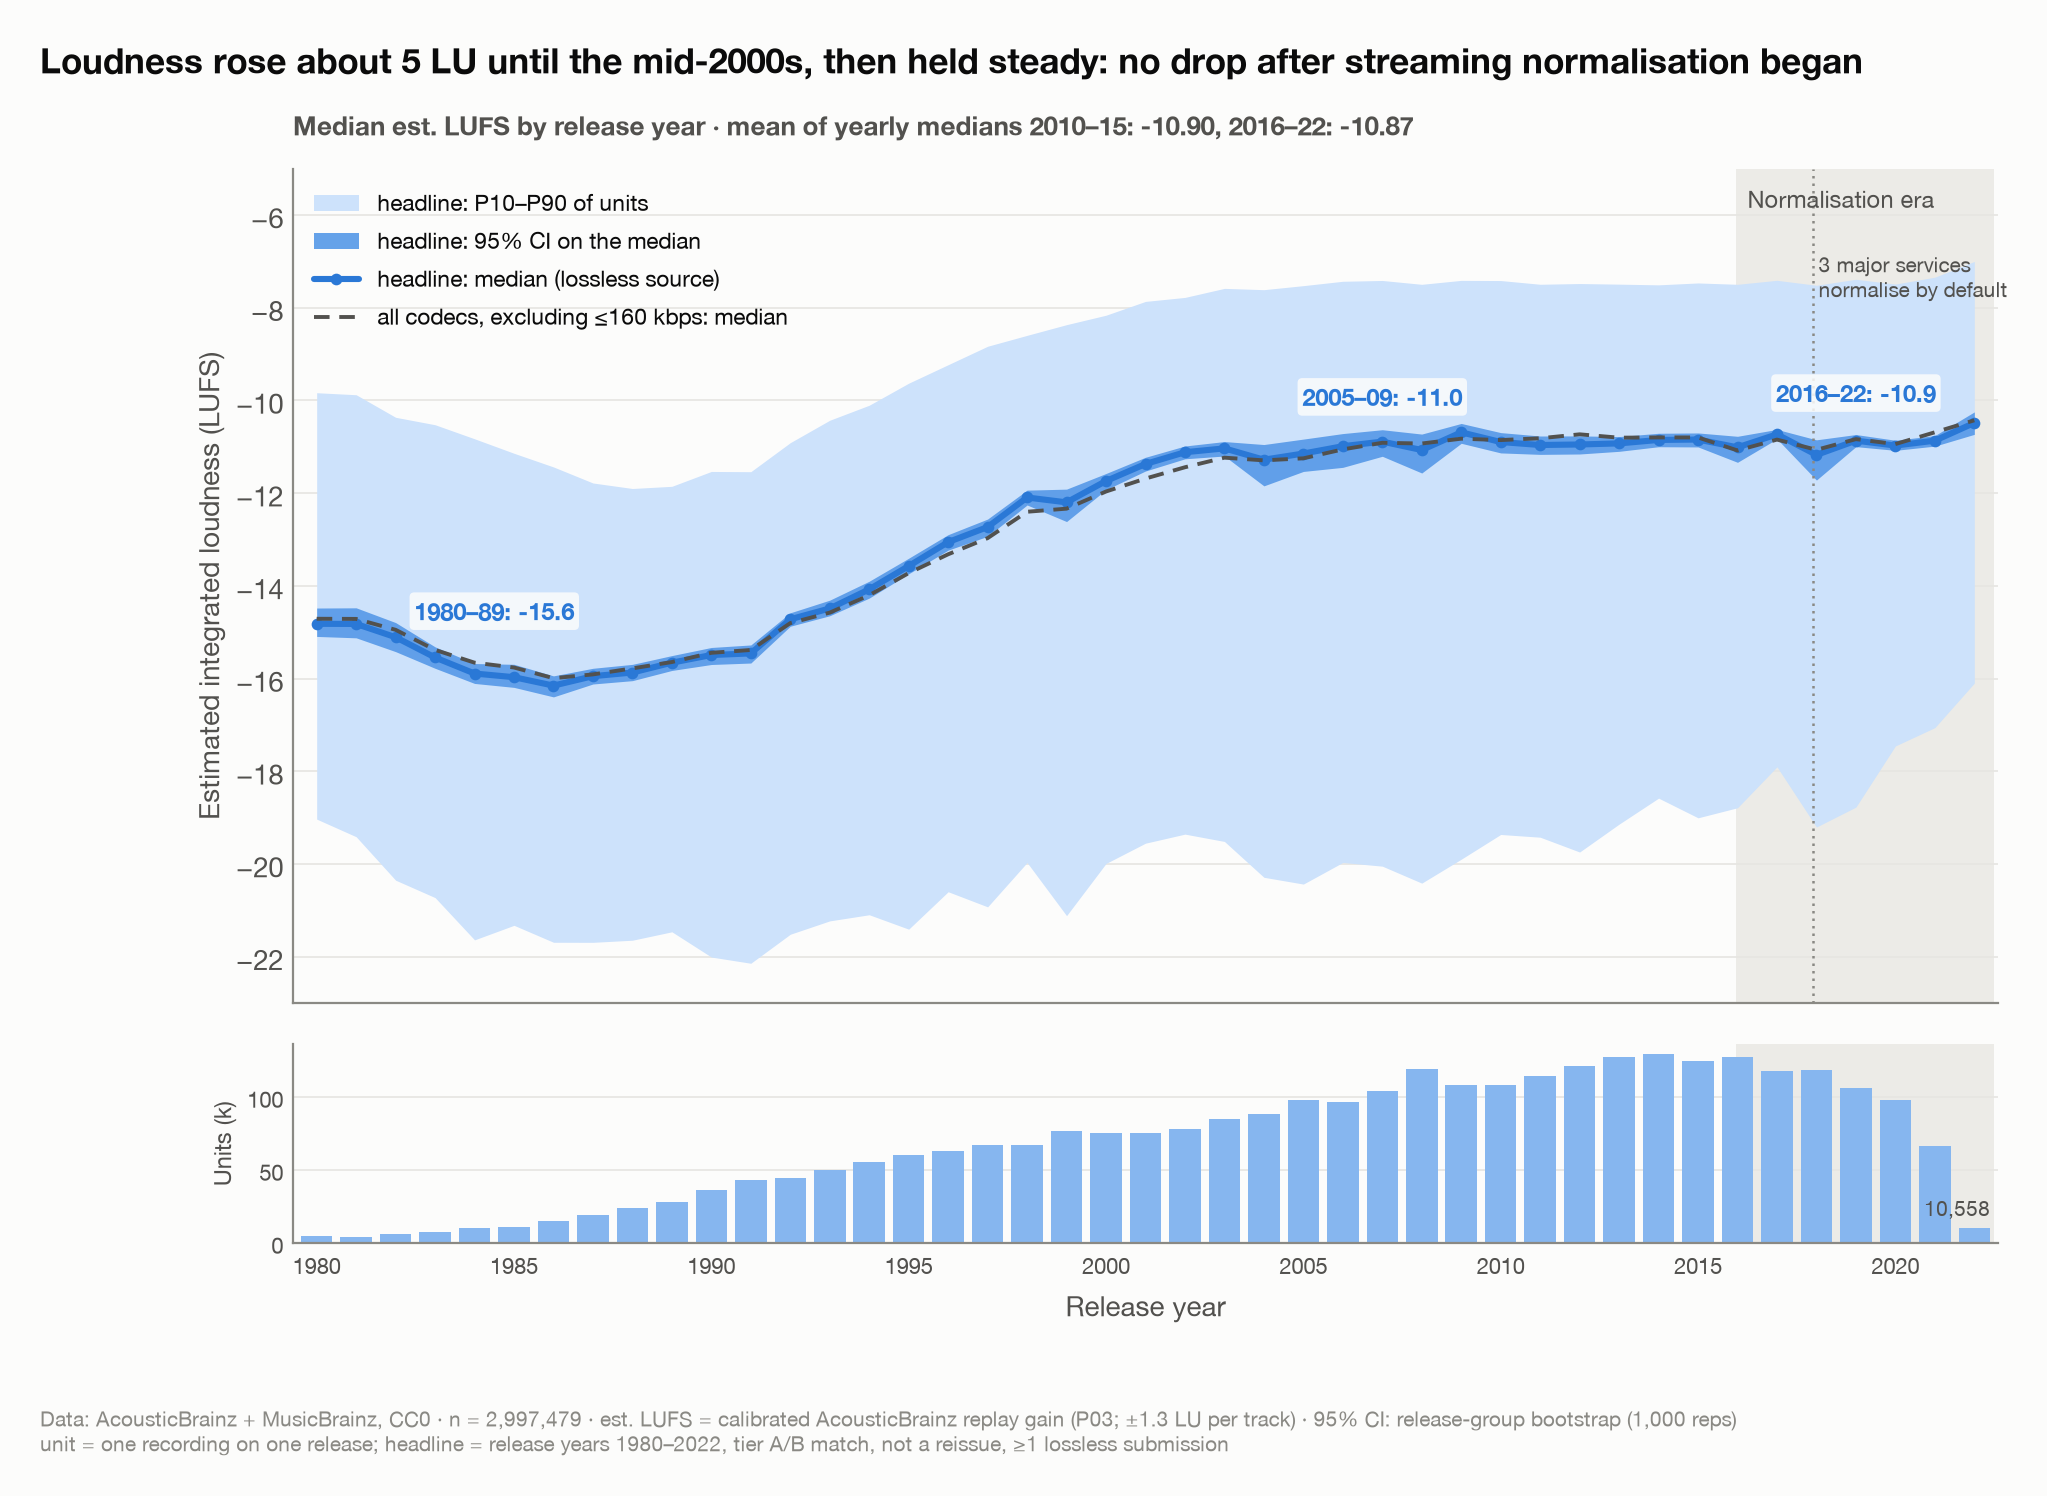 Loudness rose about 5 LU until the mid-2000s, then held steady: no drop after streaming normalisation began
Median est. LUFS by release year · mean of yearly medians 2010–15: -10.90, 2016–22: -10.87
headline: P10–P90 of units
headline: 95% CI on the median
headline: median (lossless source)
all codecs, excluding ≤160 kbps: median
Normalisation era
3 major services
normalise by default
2005–09: -11.0
2016–22: -10.9
1980–89: -15.6
Estimated integrated loudness (LUFS)
−6
−8
−10
−12
−14
−16
−18
−20
−22
Units (k)
100
50
0
10,558
1980
1985
1990
1995
2000
2005
2010
2015
2020
Release year
Data: AcousticBrainz + MusicBrainz, CC0 · n = 2,997,479 · est. LUFS = calibrated AcousticBrainz replay gain (P03; ±1.3 LU per track) · 95% CI: release-group bootstrap (1,000 reps)
unit = one recording on one release; headline = release years 1980–2022, tier A/B match, not a reissue, ≥1 lossless submission